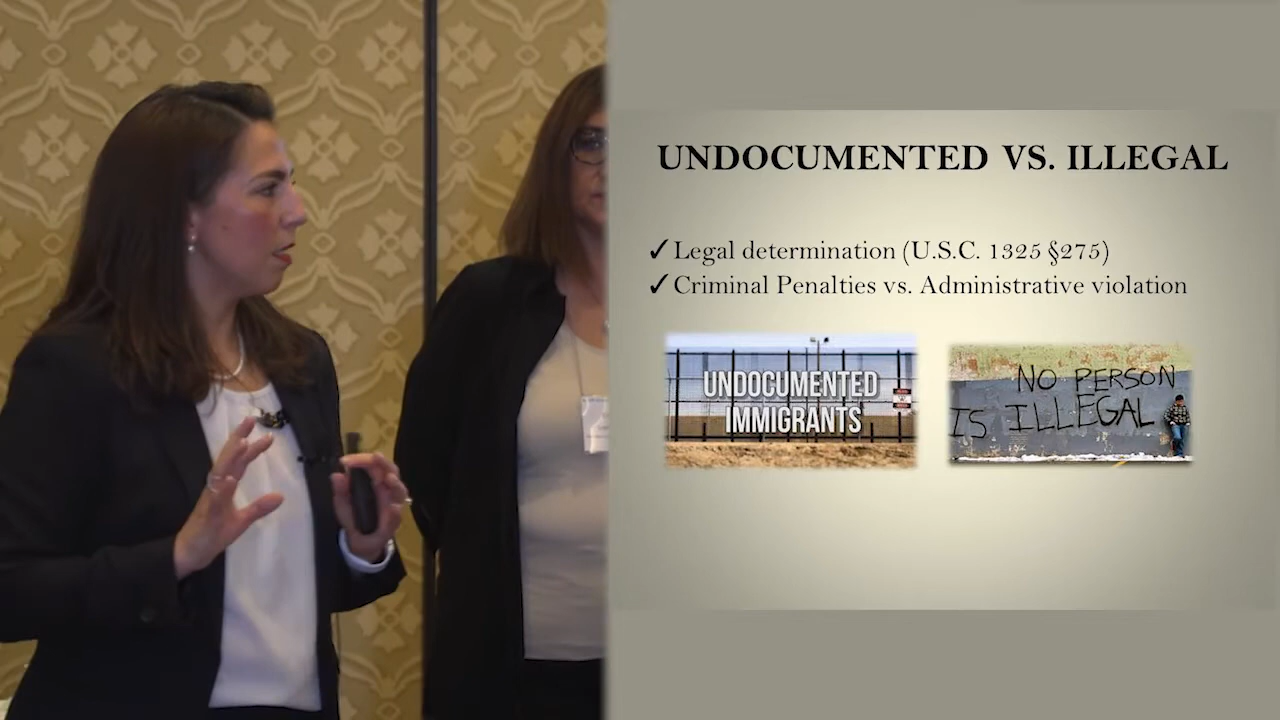 UNDOCUMENTED VS. ILLEGAL
✓Legal determination (U.S.C. 1325 §275)
✓Criminal Penalties vs. Administrative violation
UNDOCUMENTED
IMMIGRANTS
NO PERSON
IS ILLEGAL